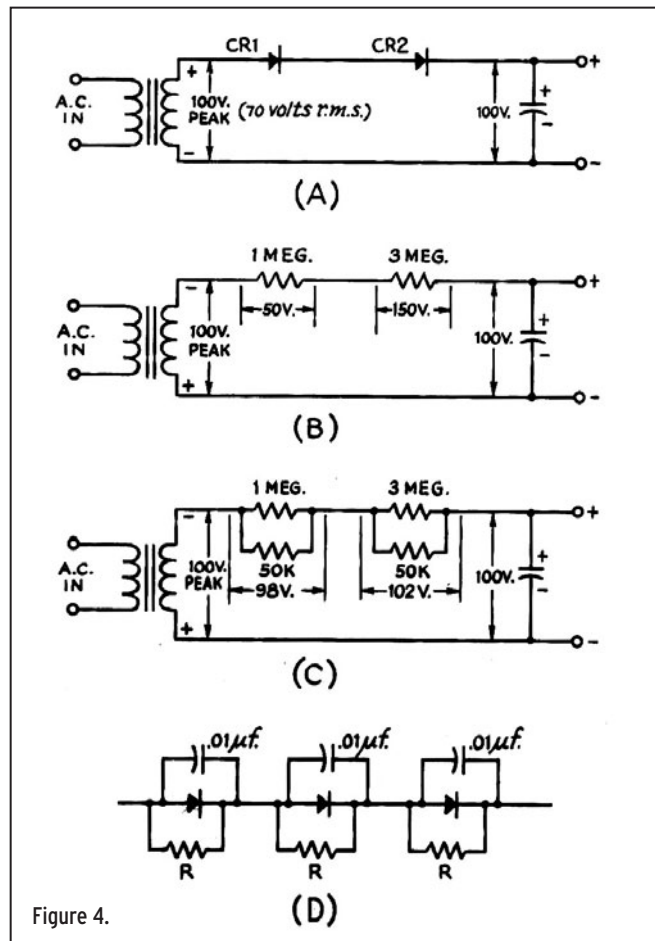 CR1 CR2
A.C. IN
+
100V. PEAK (70 volts r.m.s.)
-
100V.
+
-
+
-
(A)
1 MEG. 3 MEG.
A.C. IN
-
100V. PEAK
+
50V. 150V.
100V.
+
-
+
-
(B)
1 MEG. 3 MEG.
A.C. IN
-
100V. PEAK
+
50K 50K
98V. 102V.
100V.
+
-
+
-
(C)
.01μf. .01μf. .01μf.
R R R
(D)
Figure 4.